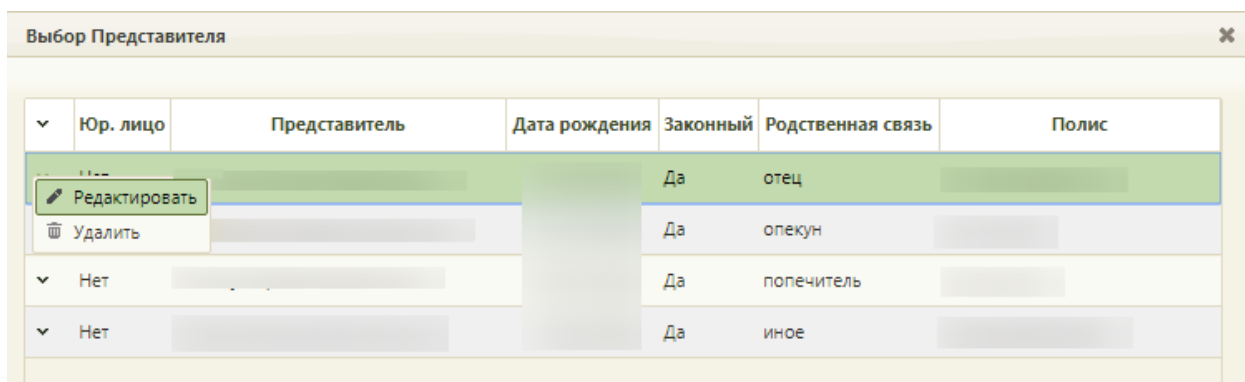 Выбор Представителя
Юр. лицо Представитель Дата рождения Законный Родственная связь Полис
Да отец
Редактировать
Удалить
Да опекун
Нет Да попечитель
Нет Да иное